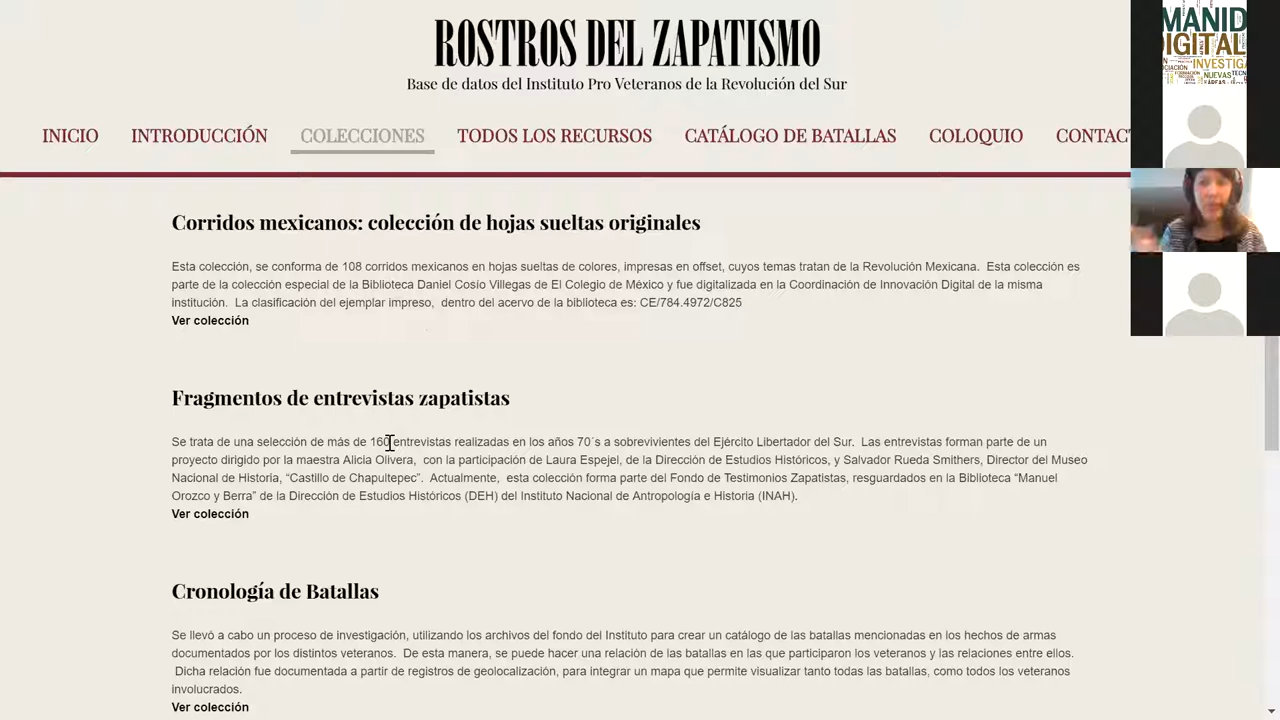 ROSTROS DEL ZAPATISMO
Base de datos del Instituto Pro Veteranos de la Revolución del Sur
INICIO INTRODUCCIÓN COLECCIONES TODOS LOS RECURSOS CATÁLOGO DE BATALLAS COLOQUIO CONTACT
MANID
DIGITAL
INVESTIGA
NUEVAS
Corridos mexicanos: colección de hojas sueltas originales
Esta colección, se conforma de 108 corridos mexicanos en hojas sueltas de colores, impresas en offset, cuyos temas tratan de la Revolución Mexicana. Esta colección es
parte de la colección especial de la Biblioteca Daniel Cosío Villegas de El Colegio de México y fue digitalizada en la Coordinación de Innovación Digital de la misma
institución. La clasificación del ejemplar impreso, dentro del acervo de la biblioteca es: CE/784.4972/C825
Ver colección
Fragmentos de entrevistas zapatistas
Se trata de una selección de más de 160 entrevistas realizadas en los años 70´s a sobrevivientes del Ejército Libertador del Sur. Las entrevistas forman parte de un
proyecto dirigido por la maestra Alicia Olivera, con la participación de Laura Espejel, de la Dirección de Estudios Históricos, y Salvador Rueda Smithers, Director del Museo
Nacional de Historia, “Castillo de Chapultepec”. Actualmente, esta colección forma parte del Fondo de Testimonios Zapatistas, resguardados en la Biblioteca “Manuel
Orozco y Berra” de la Dirección de Estudios Históricos (DEH) del Instituto Nacional de Antropología e Historia (INAH).
Ver colección
Cronología de Batallas
Se llevó a cabo un proceso de investigación, utilizando los archivos del fondo del Instituto para crear un catálogo de las batallas mencionadas en los hechos de armas
documentados por los distintos veteranos. De esta manera, se puede hacer una relación de las batallas en las que participaron los veteranos y las relaciones entre ellos.
Dicha relación fue documentada a partir de registros de geolocalización, para integrar un mapa que permite visualizar tanto todas las batallas, como todos los veteranos
involucrados.
Ver colección